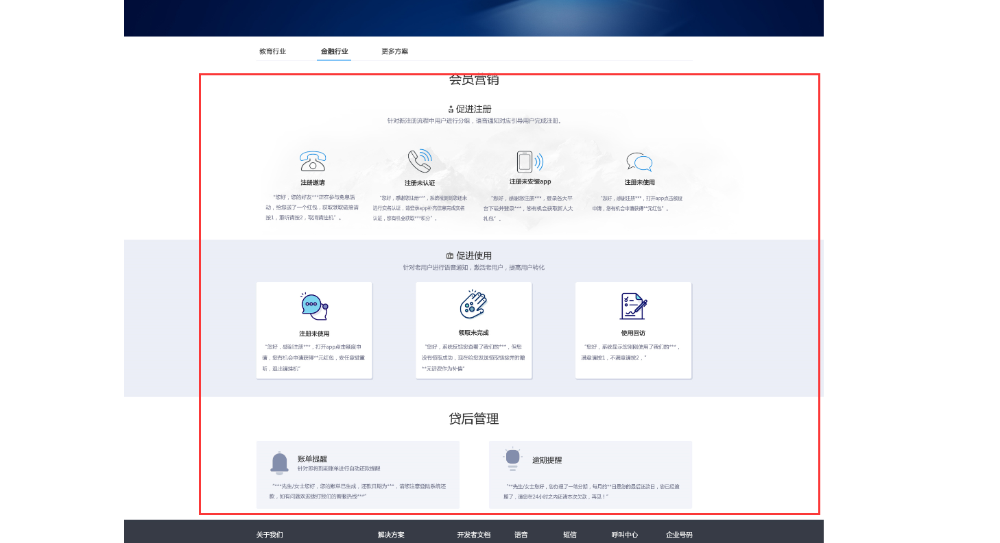 教育行业 金融行业 更多方案
会员营销
促进注册
针对新注册流程中用户进行分组，语音通知对应引导用户完成注册。
注册邀请
“您好，您的好友***正在参与免息活
动，给您送了一个红包，获取领取链接请
按1，重听请按2，取消请挂机”。
注册未认证
“您好，感谢您注册***，系统检测到您还未
进行实名认证，请登录app补充信息完成实名
认证，您有机会获取***积分”，
注册未安装app
“您好，感谢您注册***，登录各大平
台下载并登录***，您有机会获取新人大
礼包”。
注册未使用
“您好，感谢注册***，打开app点击额度
申请，您有机会申请获得**元红包”。
促进使用
针对老用户进行语音通知，激活老用户，提高用户转化
注册未使用
“您好，感谢注册***，打开app点击额度申
请，您有机会申请获得**元红包，按任意键重
听，退出请挂机”
领取未完成
“您好，系统反馈您查看了我们的***，但您
没有领取成功，现在给您发送领取链接并附赠
**元话费作为补偿”
使用回访
“您好，系统显示您刚刚使用了我们的***，
满意请按1，不满意请按2，”
贷后管理
账单提醒
针对即将到期账单进行自动还款提醒
“***先生/女士您好，您的账单已生成，还款日期为***，请您注意登陆系统还
款，如有问题欢迎拨打我们的客服热线***”
逾期提醒
“**先生/女士您好，您办理了一笔分期，每月的**日是您的最后还款日，您已经逾
期了，请您在24小时之内还清本次欠款，再见！”
关于我们 解决方案 开发者文档 语音 短信 呼叫中心 企业号码